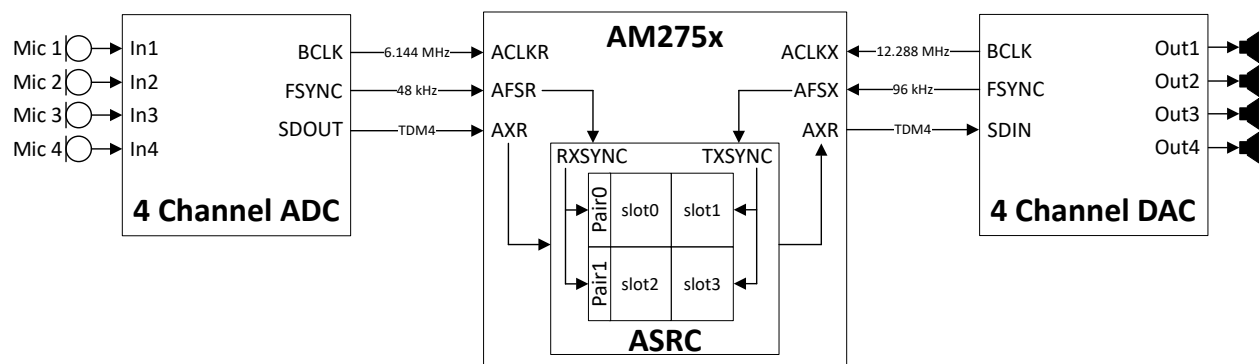 Mic 1
Mic 2
Mic 3
Mic 4
In1
In2
In3
In4
BCLK
FSYNC
SDOUT
4 Channel ADC
6.144 MHz
48 kHz
TDM4
AM275x
ACLKR
AFSR
AXR
ACLKX
AFSX
AXR
RXSYNC
TXSYNC
Pair0
slot0
slot1
Pair1
slot2
slot3
ASRC
12.288 MHz
96 kHz
TDM4
BCLK
FSYNC
SDIN
Out1
Out2
Out3
Out4
4 Channel DAC